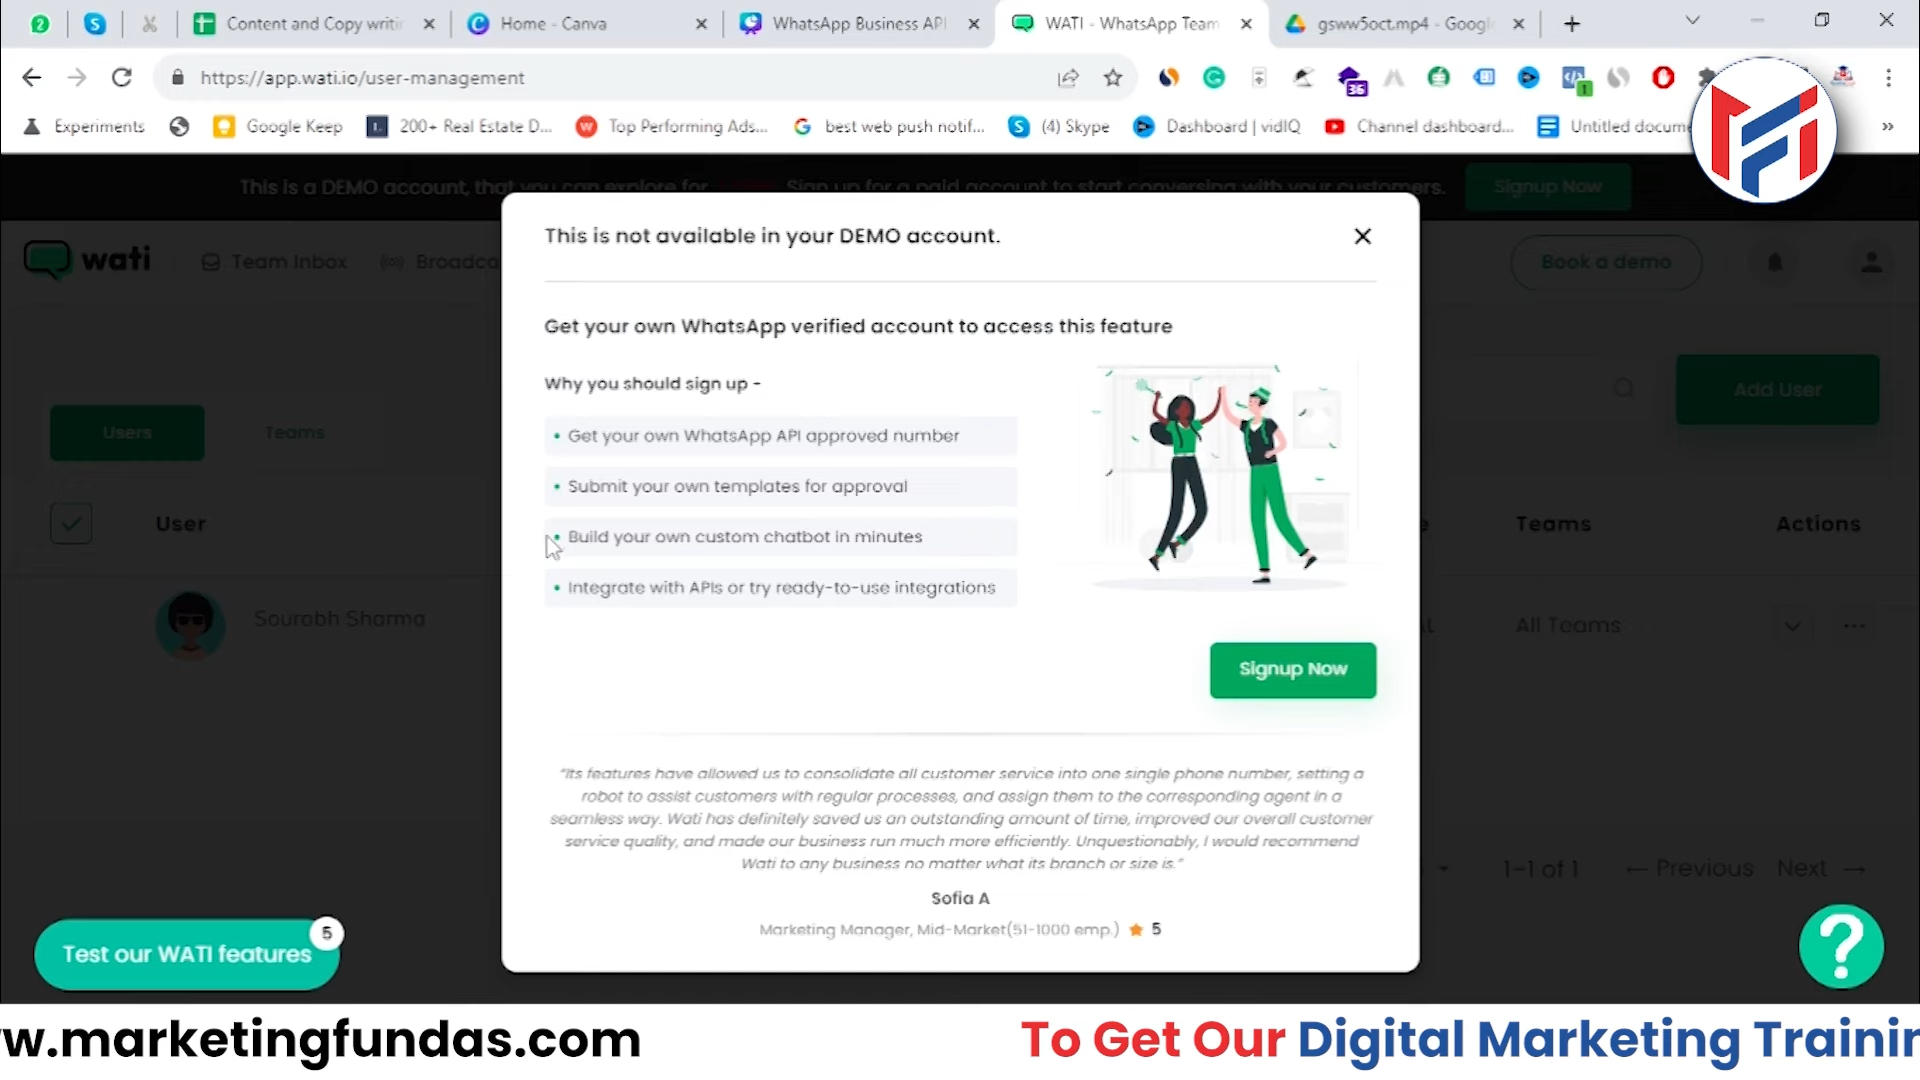 Content and Copy writi
Home - Canva
WhatsApp Business API
WATI - WhatsApp Team
gsww5oct.mp4 - Google
https://app.wati.io/user-management
36
1
Experiments
Google Keep
200+ Real Estate D...
Top Performing Ads...
best web push notif...
(4) Skype
Dashboard | vidIQ
Channel dashboard...
Untitled docume
This is a DEMO account, that you can explore for
Sign up for a paid account to start conversing with your customers.
Signup Now
wati
Team Inbox
Broadca
Book a demo
This is not available in your DEMO account.
Get your own WhatsApp verified account to access this feature
Why you should sign up -
• Get your own WhatsApp API approved number
• Submit your own templates for approval
• Build your own custom chatbot in minutes
• Integrate with APIs or try ready-to-use integrations
Signup Now
Add User
Users
Teams
User
Teams
Actions
Sourabh Sharma
All Teams
"Its features have allowed us to consolidate all customer service into one single phone number, setting a
robot to assist customers with regular processes, and assign them to the corresponding agent in a
seamless way. Wati has definitely saved us an outstanding amount of time, improved our overall customer
service quality, and made our business run much more efficiently. Unquestionably, I would recommend
Wati to any business no matter what its branch or size is."
Sofia A
Marketing Manager, Mid-Market(51-1000 emp.) ★ 5
1-1 of 1
← Previous
Next →
Test our WATI features
5
?
w.marketingfundas.com
To Get Our Digital Marketing Trainin